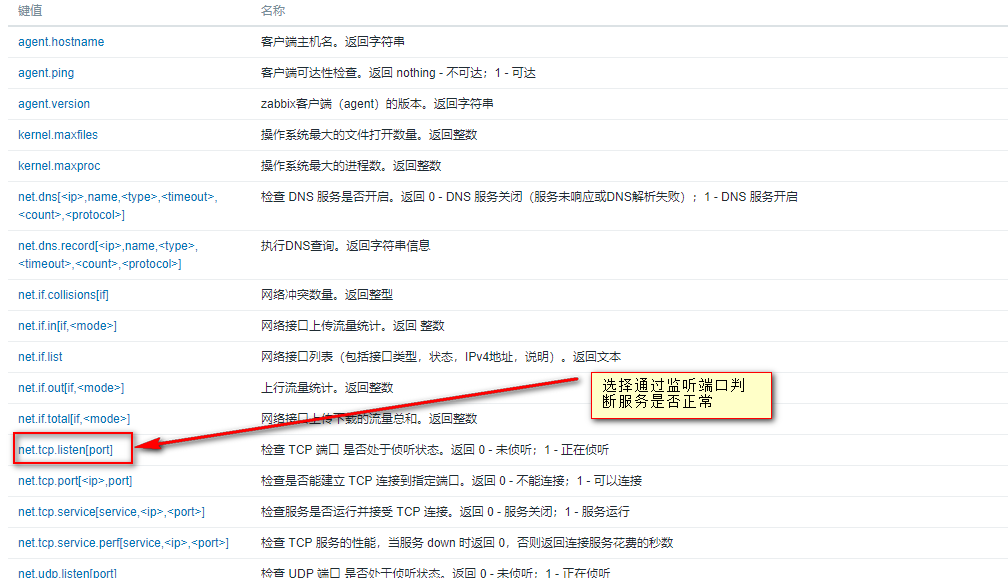 键值 名称
agent.hostname 客户端主机名。返回字符串
agent.ping 客户端可达性检查。返回 nothing - 不可达；1 - 可达
agent.version zabbix客户端（agent）的版本。返回字符串
kernel.maxfiles 操作系统最大的文件打开数量。返回整数
kernel.maxproc 操作系统最大的进程数。返回整数
net.dns[<ip>,name,<type>,<timeout>, 检查 DNS 服务是否开启。返回 0 - DNS 服务关闭（服务未响应或DNS解析失败）；1 - DNS 服务开启
<count>,<protocol>]
net.dns.record[<ip>,name,<type>, 执行DNS查询。返回字符串信息
<timeout>,<count>,<protocol>]
net.if.collisions[if] 网络冲突数量。返回整型
net.if.in[if,<mode>] 网络接口上传流量统计。返回 整数
net.if.list 网络接口列表（包括接口类型，状态，IPv4地址，说明）。返回文本
net.if.out[if,<mode>] 上行流量统计。返回整数
选择通过监听端口判
断服务是否正常
net.if.total[if,<mode>] 网络接口上传下载的流量总和。返回整数
net.tcp.listen[port] 检查 TCP 端口 是否处于侦听状态。返回 0 - 未侦听；1 - 正在侦听
net.tcp.port[<ip>,port] 检查是否能建立 TCP 连接到指定端口。返回 0 - 不能连接；1 - 可以连接
net.tcp.service[service,<ip>,<port>] 检查服务是否运行并接受 TCP 连接。返回 0 - 服务关闭；1 - 服务运行
net.tcp.service.perf[service,<ip>,<port>] 检查 TCP 服务的性能，当服务 down 时返回 0，否则返回连接服务花费的秒数
net.udp.listen[port] 检查 UDP 端口 是否处于侦听状态。返回 0 - 未侦听；1 - 正在侦听